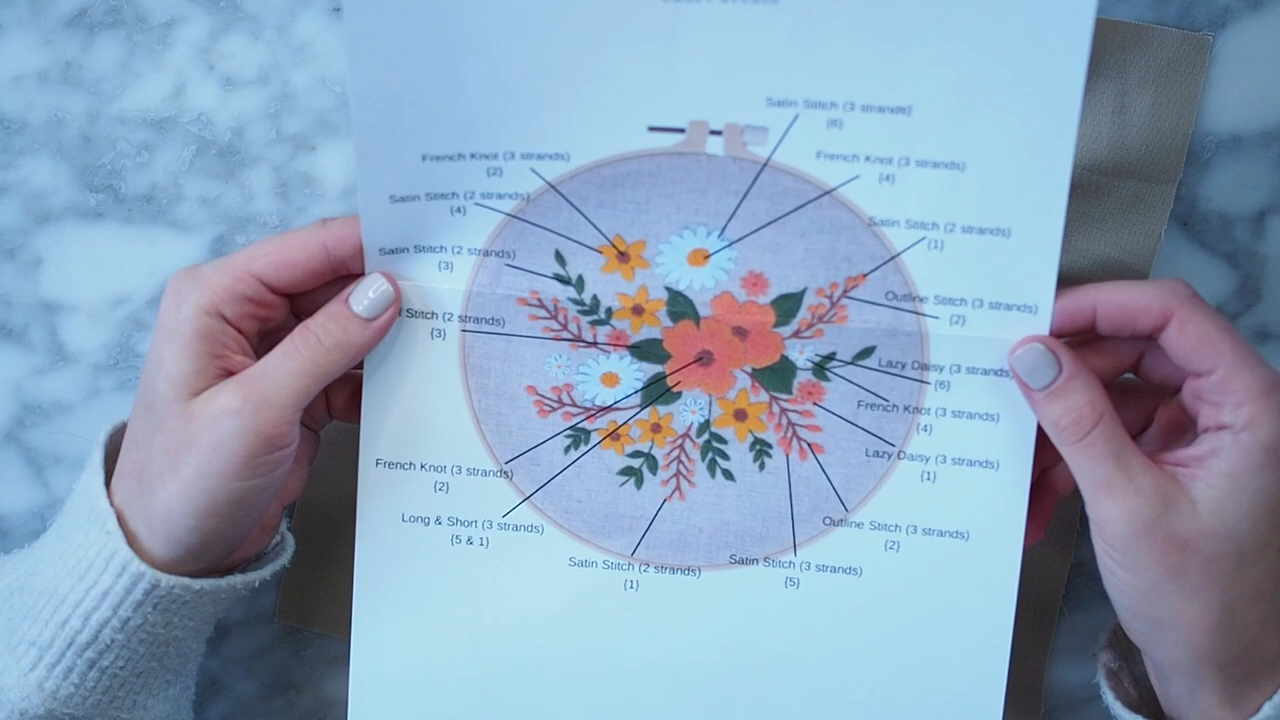 Satin Stitch (3 strands)
{6}
French Knot (3 strands)
{2}
French Knot (3 strands)
{4}
Satin Stitch (2 strands)
{4}
Satin Stitch (2 strands)
{1}
Satin Stitch (2 strands)
{3}
Outline Stitch (3 strands)
{2}
Stitch (2 strands)
{3}
Lazy Daisy (3 strands)
{6}
French Knot (3 strands)
{4}
Lazy Daisy (3 strands)
{1}
French Knot (3 strands)
{2}
Long & Short (3 strands)
{5 & 1}
Outline Stitch (3 strands)
{2}
Satin Stitch (2 strands)
{1}
Satin Stitch (3 strands)
{5}